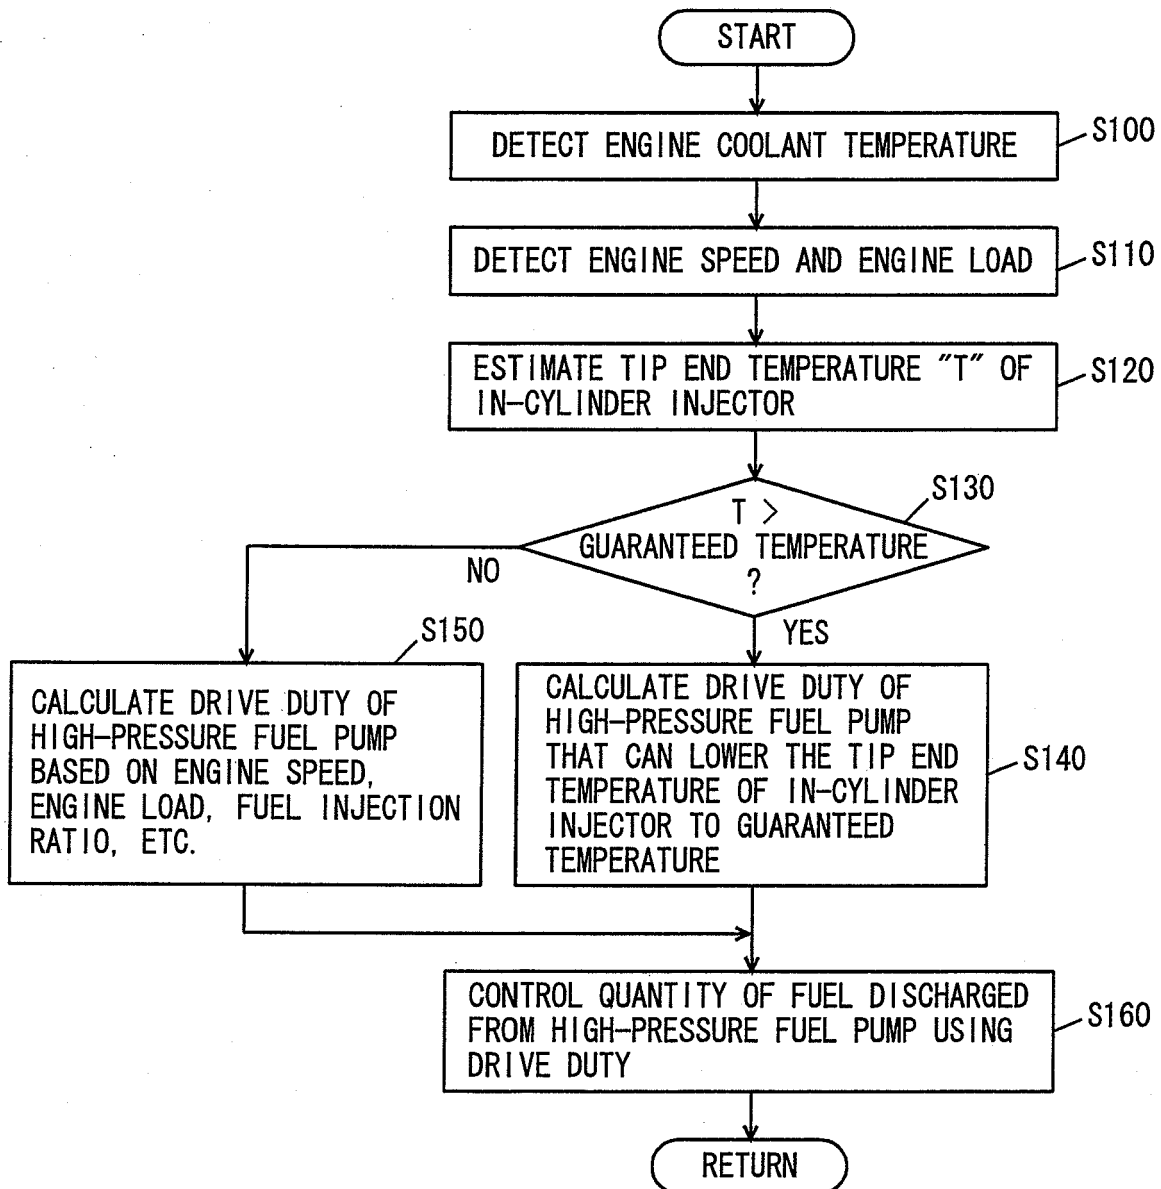 START
DETECT ENGINE COOLANT TEMPERATURE
S100
DETECT ENGINE SPEED AND ENGINE LOAD
S110
ESTIMATE TIP END TEMPERATURE "T" OF
IN-CYLINDER INJECTOR
S120
S130
T >
GUARANTEED TEMPERATURE
?
NO
YES
S150
CALCULATE DRIVE DUTY OF
HIGH-PRESSURE FUEL PUMP
BASED ON ENGINE SPEED,
ENGINE LOAD, FUEL INJECTION
RATIO, ETC.
CALCULATE DRIVE DUTY OF
HIGH-PRESSURE FUEL PUMP
THAT CAN LOWER THE TIP END
TEMPERATURE OF IN-CYLINDER
INJECTOR TO GUARANTEED
TEMPERATURE
S140
CONTROL QUANTITY OF FUEL DISCHARGED
FROM HIGH-PRESSURE FUEL PUMP USING
DRIVE DUTY
S160
RETURN